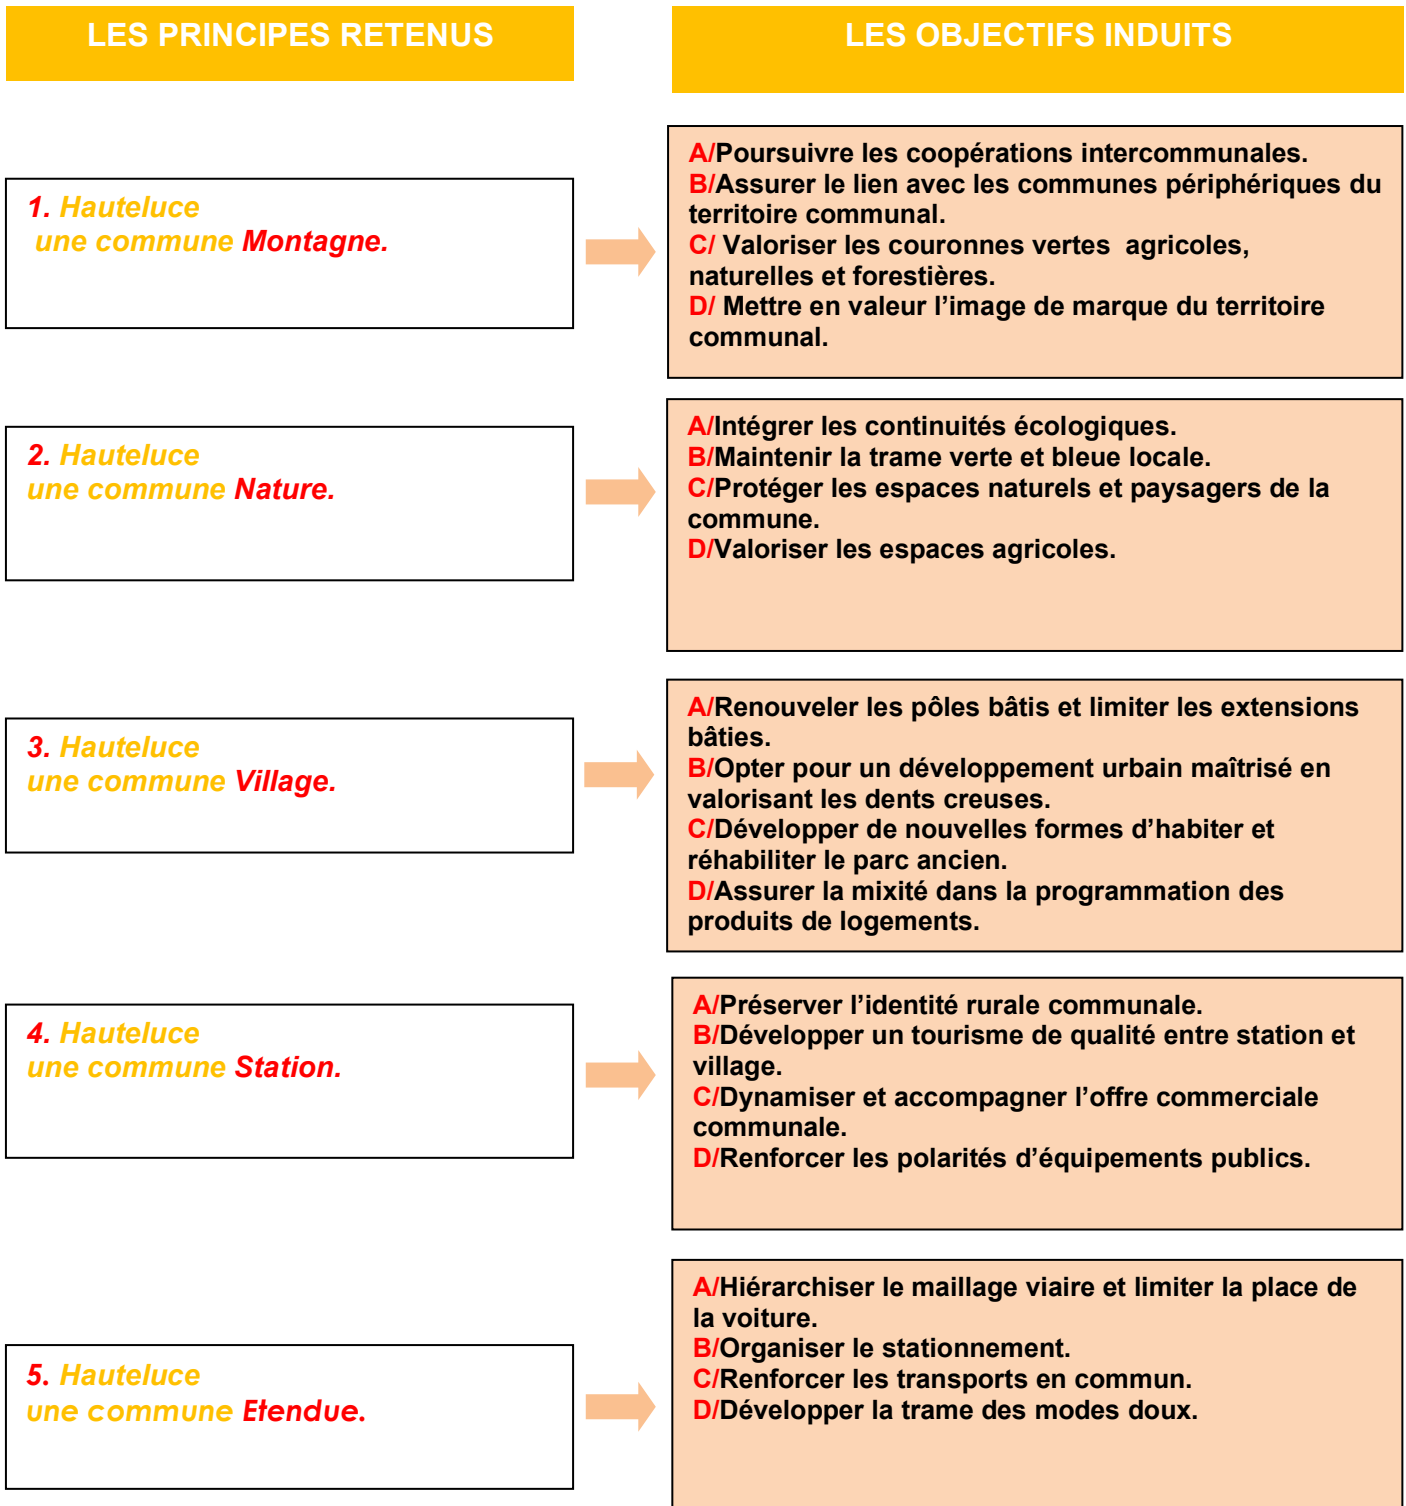 LES PRINCIPES RETENUS
LES OBJECTIFS INDUITS
1. Hauteluce
une commune Montagne.
A/Poursuivre les coopérations intercommunales.
B/Assurer le lien avec les communes périphériques du
territoire communal.
C/ Valoriser les couronnes vertes agricoles,
naturelles et forestières.
D/ Mettre en valeur l’image de marque du territoire
communal.
2. Hauteluce
une commune Nature.
A/Intégrer les continuités écologiques.
B/Maintenir la trame verte et bleue locale.
C/Protéger les espaces naturels et paysagers de la
commune.
D/Valoriser les espaces agricoles.
3. Hauteluce
une commune Village.
A/Renouveler les pôles bâtis et limiter les extensions
bâties.
B/Opter pour un développement urbain maîtrisé en
valorisant les dents creuses.
C/Développer de nouvelles formes d’habiter et
réhabiliter le parc ancien.
D/Assurer la mixité dans la programmation des
produits de logements.
4. Hauteluce
une commune Station.
A/Préserver l’identité rurale communale.
B/Développer un tourisme de qualité entre station et
village.
C/Dynamiser et accompagner l’offre commerciale
communale.
D/Renforcer les polarités d’équipements publics.
5. Hauteluce
une commune Etendue.
A/Hiérarchiser le maillage viaire et limiter la place de
la voiture.
B/Organiser le stationnement.
C/Renforcer les transports en commun.
D/Développer la trame des modes doux.